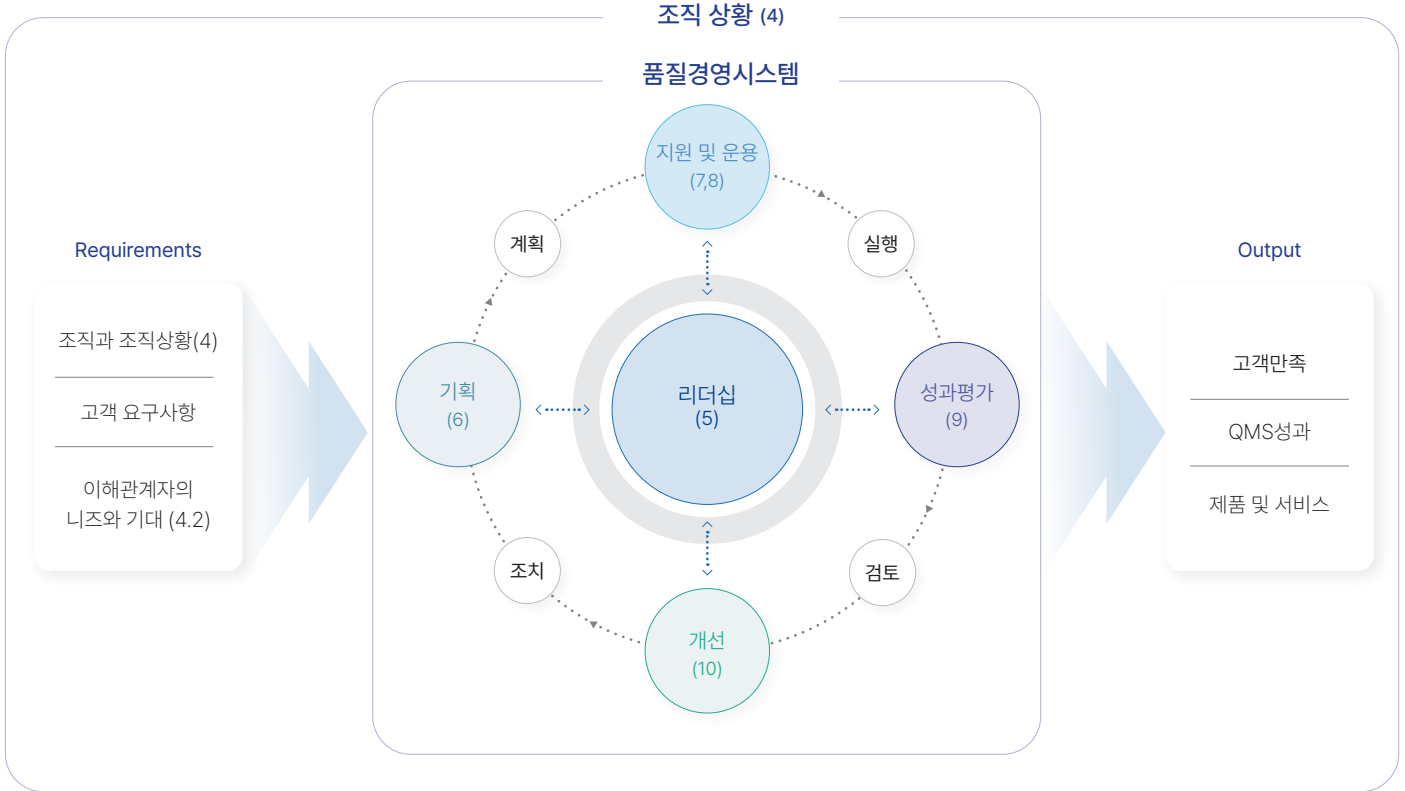 조직 상황 (4)
품질경영시스템
지원 및 운용
(7,8)
계획
실행
Requirements
조직과 조직상황(4)
고객 요구사항
이해관계자의
니즈와 기대 (4.2)
기획
(6)
리더십
(5)
성과평가
(9)
조치
검토
개선
(10)
Output
고객만족
QMS성과
제품 및 서비스